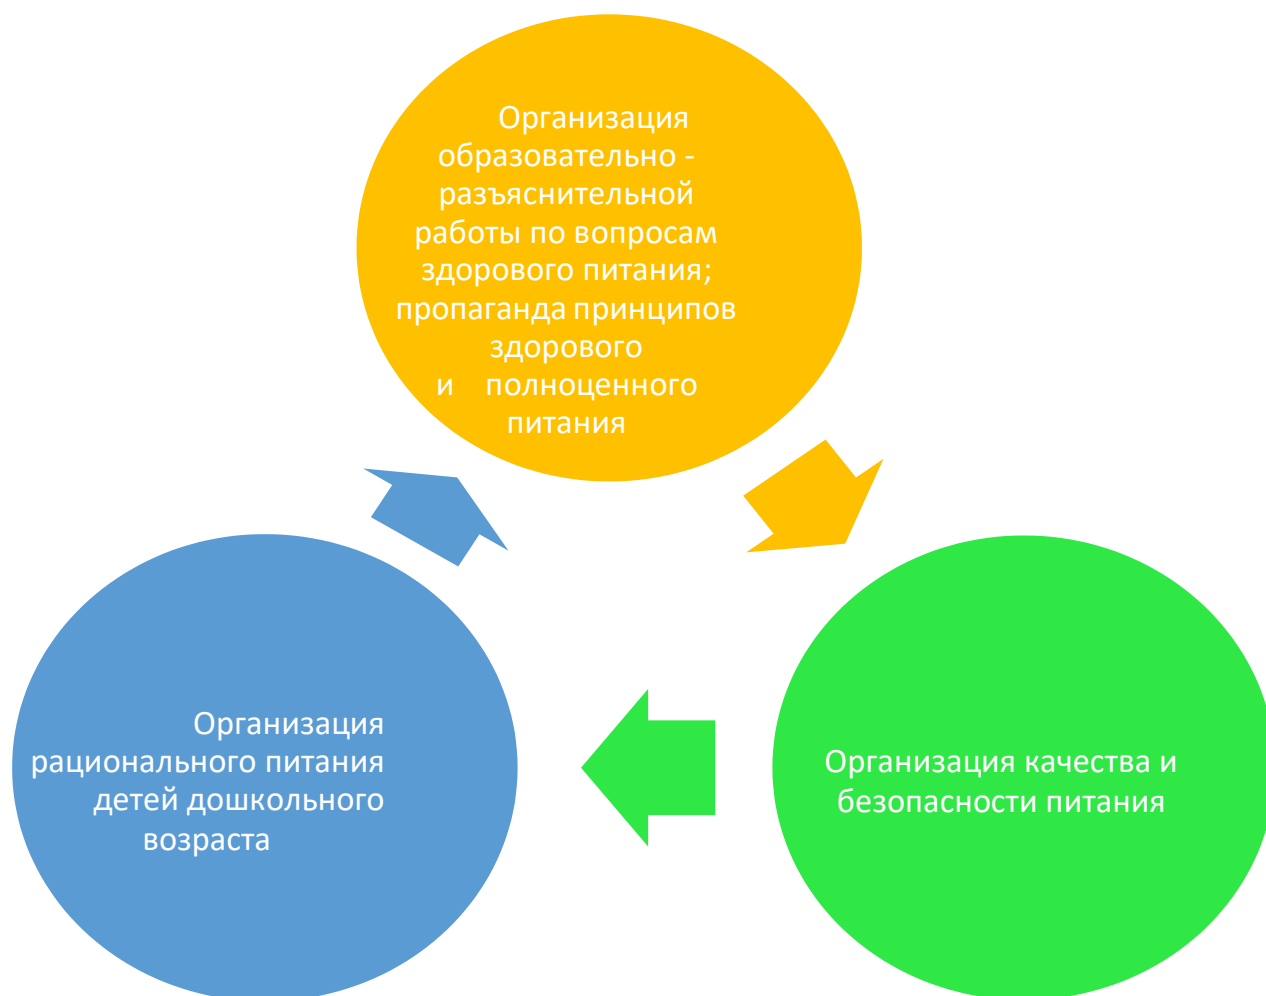 Организация
образовательно -
разъяснительной
работы по вопросам
здорового питания;
пропаганда принципов
здорового
и полноценного
питания
Организация
рационального питания
детей дошкольного
возраста
Организация качества и
безопасности питания